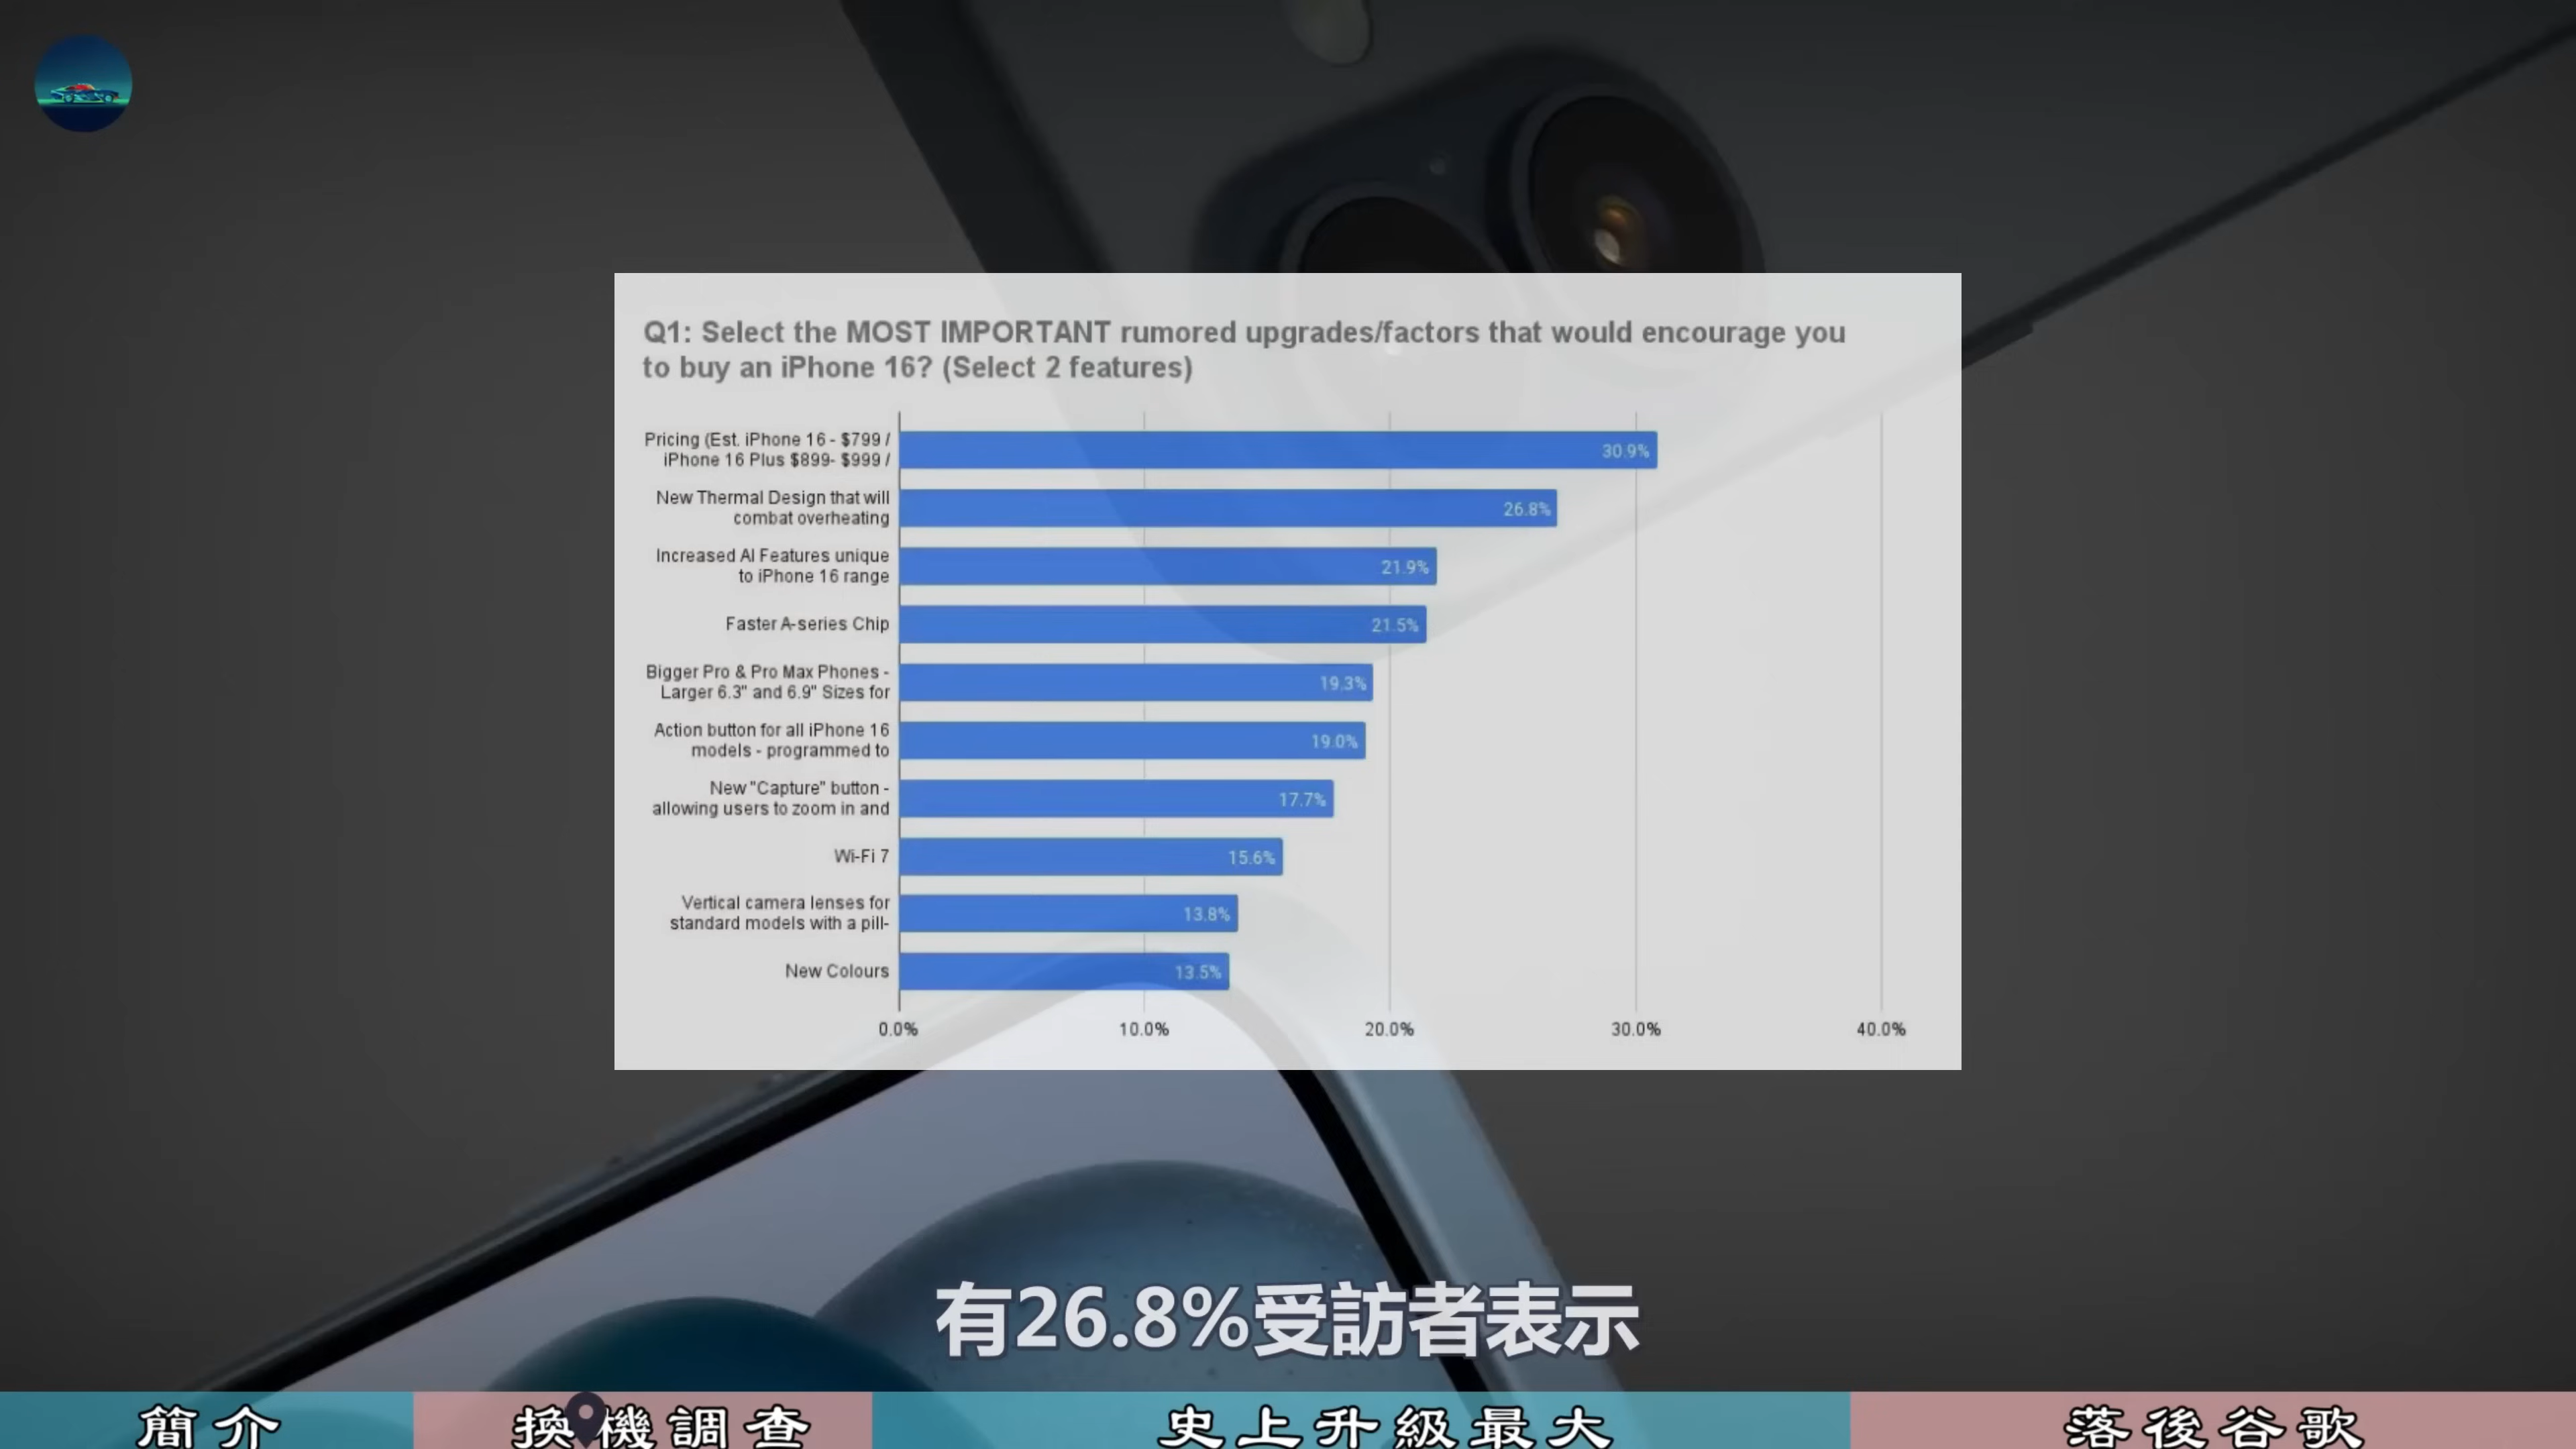 Q1: Select the MOST IMPORTANT rumored upgrades/factors that would encourage you
to buy an iPhone 16? (Select 2 features)
Pricing (Est. iPhone 16 - $799 /
iPhone 16 Plus $899- $999 /
30.9%
New Thermal Design that will
combat overheating
26.8%
Increased AI Features unique
to iPhone 16 range
21.9%
Faster A-series Chip
21.5%
Bigger Pro & Pro Max Phones -
Larger 6.3" and 6.9" Sizes for
19.3%
Action button for all iPhone 16
models - programmed to
19.0%
New "Capture" button -
allowing users to zoom in and
17.7%
Wi-Fi 7
15.6%
Vertical camera lenses for
standard models with a pill-
13.8%
New Colours
13.5%
0.0% 10.0% 20.0% 30.0% 40.0%
有26.8%受訪者表示
簡介 換機調查 史上升級最大 落後谷歌